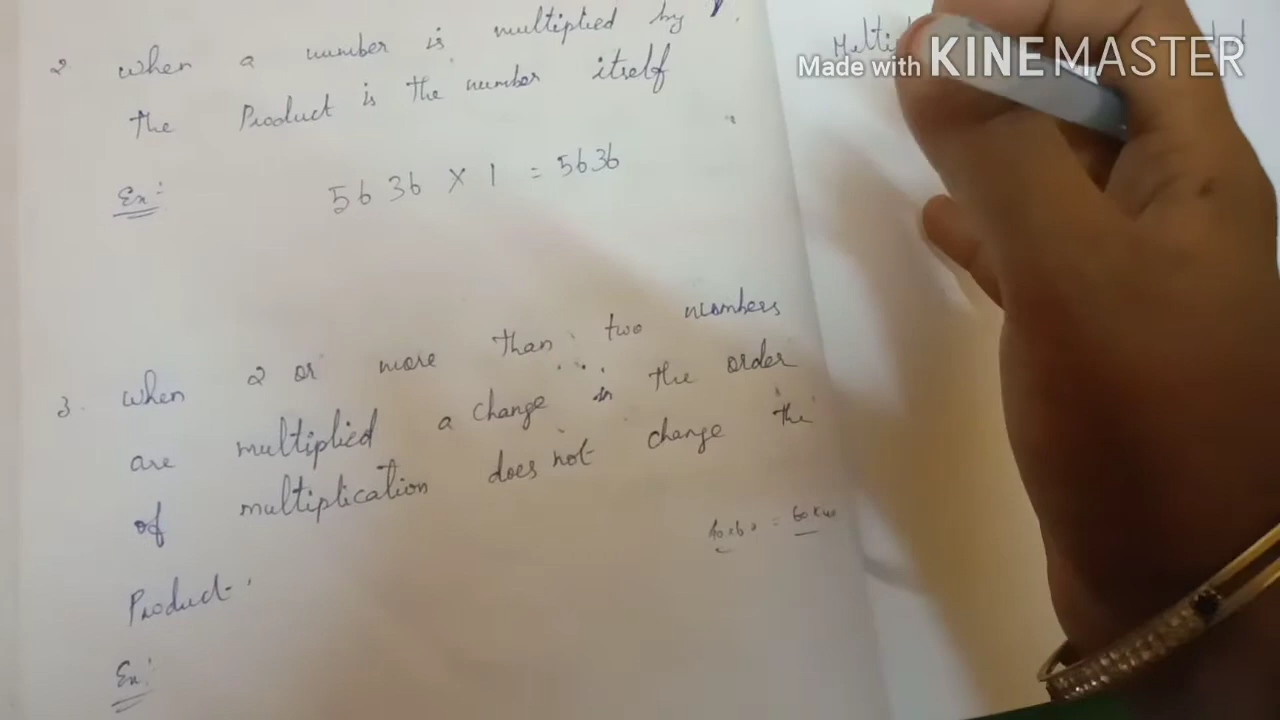 2 when a number is multiplied by 1,
the Product is the number itself
Ex:
5636 X 1 = 5636
3. when 2 or more than two numbers
are multiplied a change in the order
of multiplication does not change the
Product.
Ex:
Made with KINEMASTER